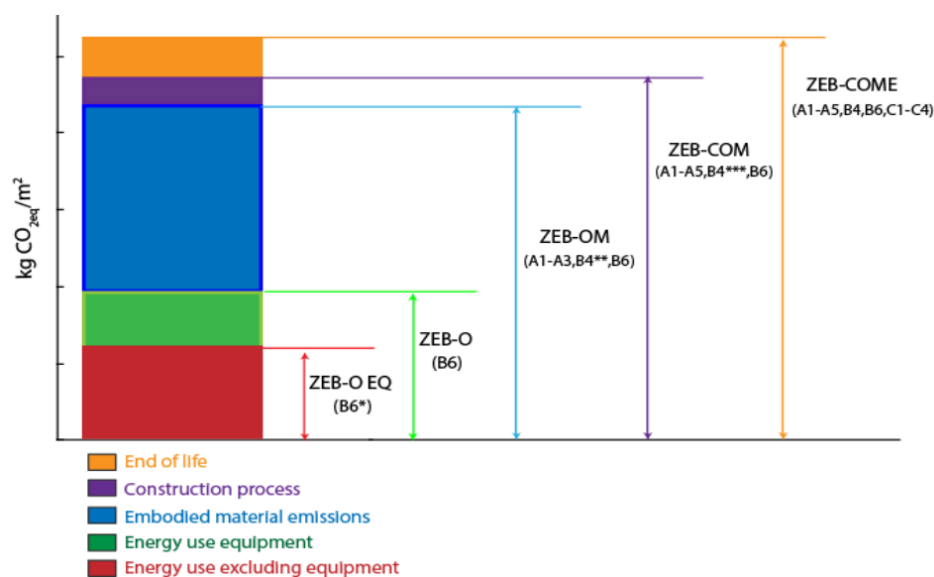 ZEB-COME
(A1-A5,B4,B6,C1-C4)
ZEB-COM
(A1-A5,B4***,B6)
ZEB-OM
(A1-A3,B4**,B6)
ZEB-O
(B6)
ZEB-O EQ
(B6*)
kg CO2eq/m²
End of life
Construction process
Embodied material emissions
Energy use equipment
Energy use excluding equipment